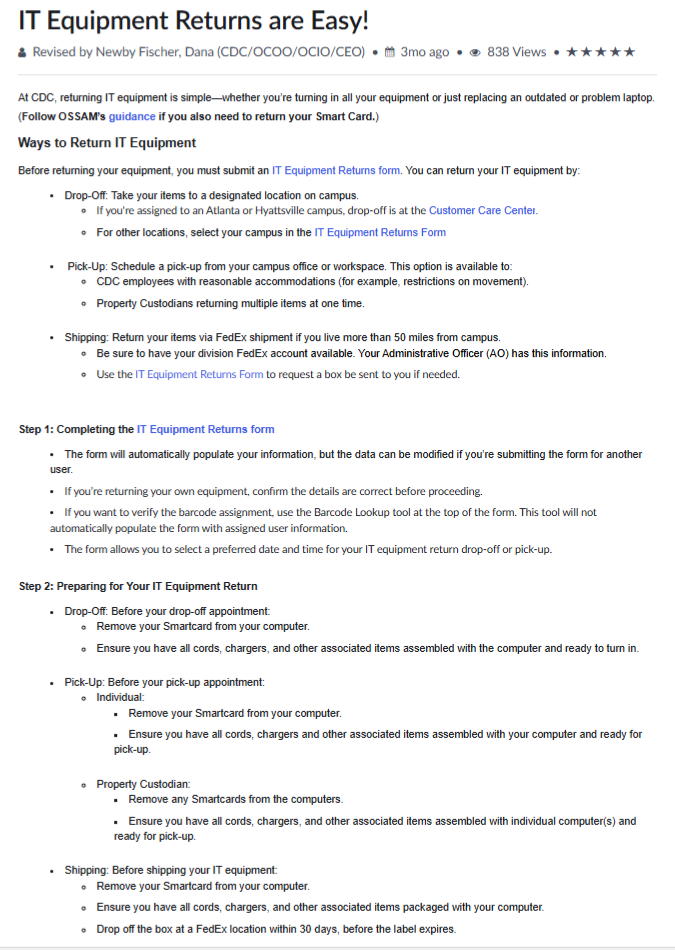 IT Equipment Returns are Easy!
Revised by Newby Fischer, Dana (CDC/OCOO/OCIO/CEO) • 3mo ago • 838 Views • ★★★★★
At CDC, returning IT equipment is simple—whether you're turning in all your equipment or just replacing an outdated or problem laptop.
(Follow OSSAM's guidance if you also need to return your Smart Card.)
Ways to Return IT Equipment
Before returning your equipment, you must submit an IT Equipment Returns form. You can return your IT equipment by:
• Drop-Off: Take your items to a designated location on campus.
• If you're assigned to an Atlanta or Hyattsville campus, drop-off is at the Customer Care Center.
• For other locations, select your campus in the IT Equipment Returns Form
• Pick-Up: Schedule a pick-up from your campus office or workspace. This option is available to:
• CDC employees with reasonable accommodations (for example, restrictions on movement).
• Property Custodians returning multiple items at one time.
• Shipping: Return your items via FedEx shipment if you live more than 50 miles from campus.
• Be sure to have your division FedEx account available. Your Administrative Officer (AO) has this information.
• Use the IT Equipment Returns Form to request a box be sent to you if needed.
Step 1: Completing the IT Equipment Returns form
• The form will automatically populate your information, but the data can be modified if you're submitting the form for another
user.
• If you're returning your own equipment, confirm the details are correct before proceeding.
• If you want to verify the barcode assignment, use the Barcode Lookup tool at the top of the form. This tool will not
automatically populate the form with assigned user information.
• The form allows you to select a preferred date and time for your IT equipment return drop-off or pick-up.
Step 2: Preparing for Your IT Equipment Return
• Drop-Off: Before your drop-off appointment:
• Remove your Smartcard from your computer.
• Ensure you have all cords, chargers, and other associated items assembled with the computer and ready to turn in.
• Pick-Up: Before your pick-up appointment:
• Individual:
▪ Remove your Smartcard from your computer.
▪ Ensure you have all cords, chargers and other associated items assembled with your computer and ready for
pick-up.
• Property Custodian:
▪ Remove any Smartcards from the computers.
▪ Ensure you have all cords, chargers, and other associated items assembled with individual computer(s) and
ready for pick-up.
• Shipping: Before shipping your IT equipment:
• Remove your Smartcard from your computer.
• Ensure you have all cords, chargers, and other associated items packaged with your computer.
• Drop off the box at a FedEx location within 30 days, before the label expires.